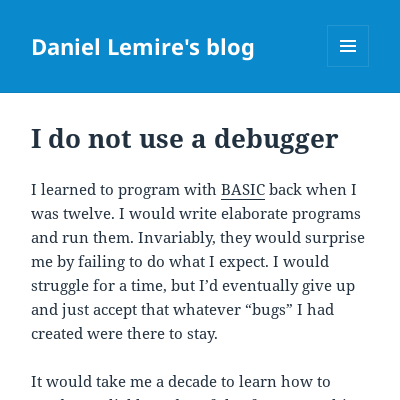 Daniel Lemire's blog
I do not use a debugger
I learned to program with BASIC back when I
was twelve. I would write elaborate programs
and run them. Invariably, they would surprise
me by failing to do what I expect. I would
struggle for a time, but I’d eventually give up
and just accept that whatever “bugs” I had
created were there to stay.
It would take me a decade to learn how to